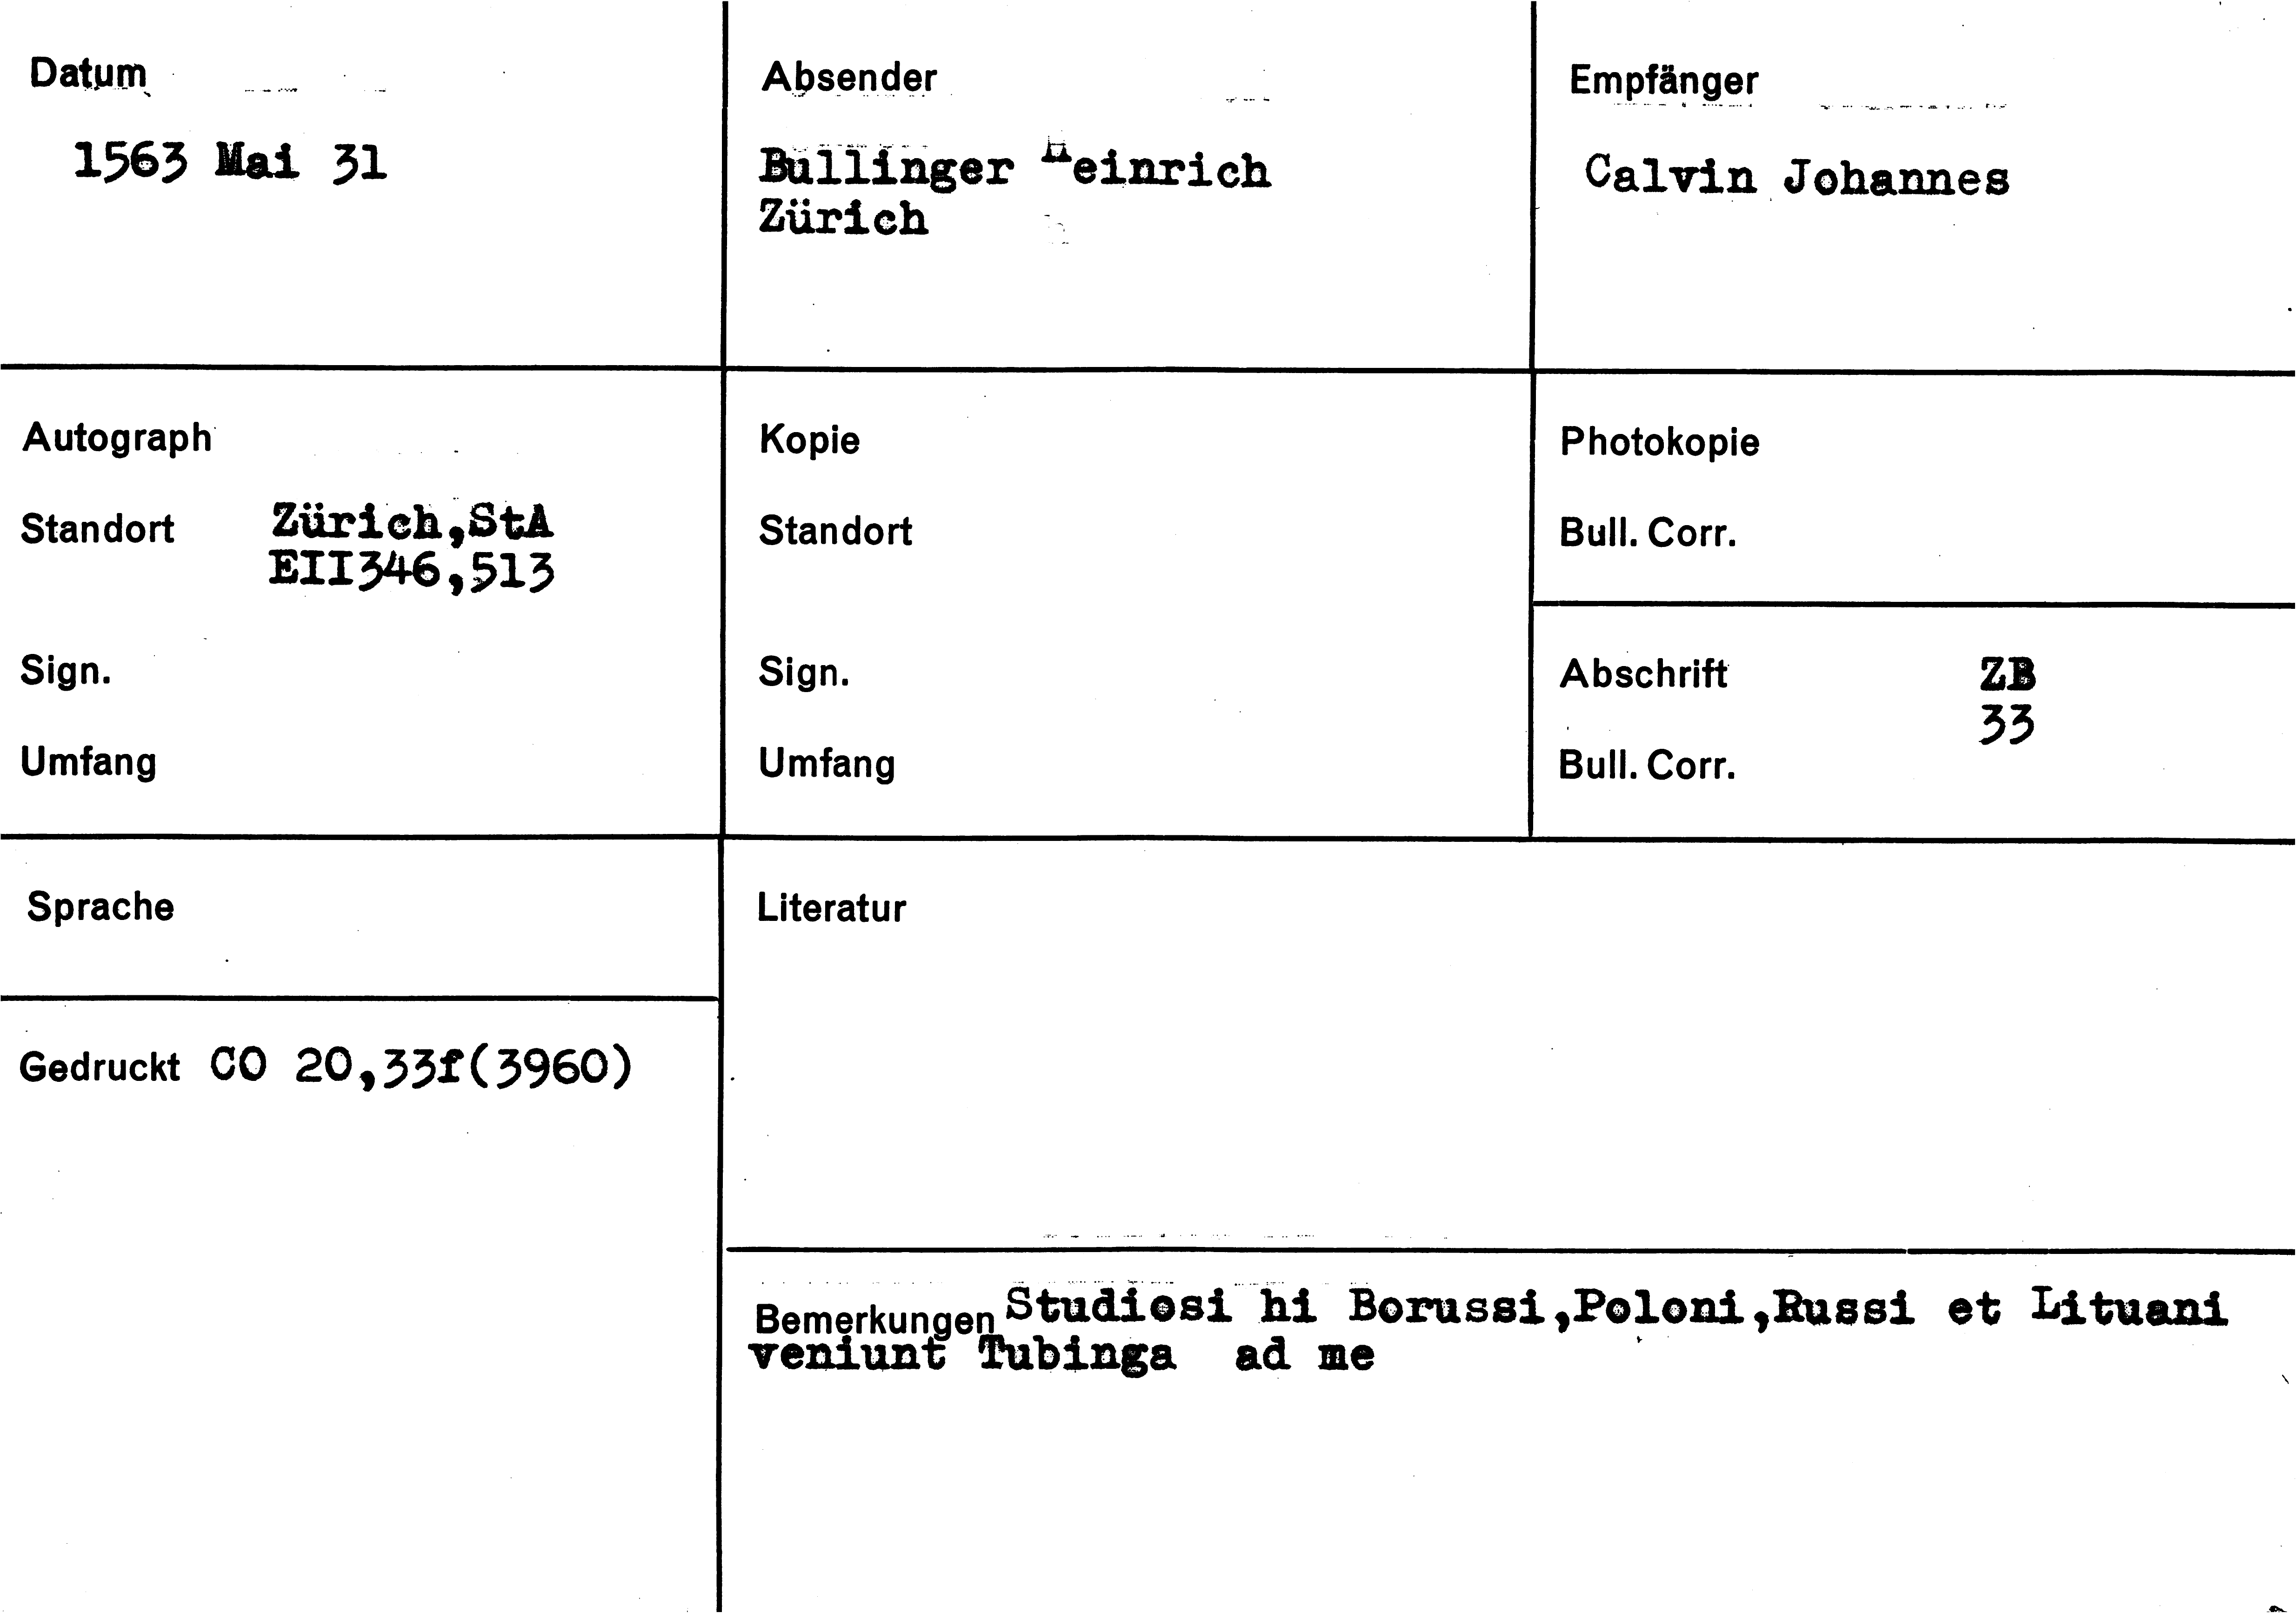 Datum
1563 Mai 31
Absender
Bullinger Heinrich
Zürich
Empfänger
Calvin Johannes
Autograph
Standort Zürich,StA
EII346,513
Sign.
Umfang
Kopie
Standort
Sign.
Umfang
Photokopie
Bull. Corr.
Abschrift ZB
33
Bull. Corr.
Sprache
Literatur
Gedruckt CO 20,33f(3960)
Bemerkungen Studiosi hi Borussi,Poloni,Russi et Lituani
veniunt Tubinga ad me